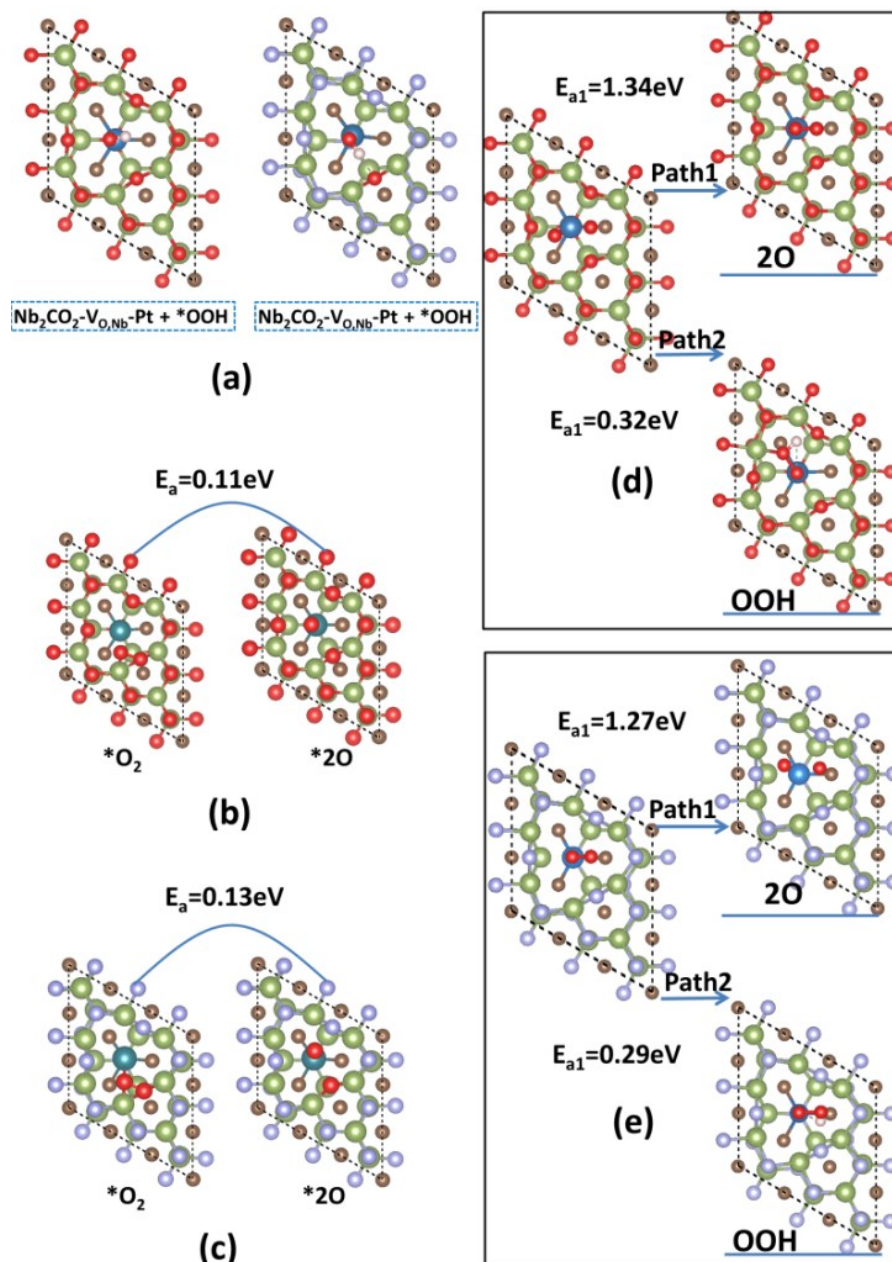 Nb₂CO₂-V_O,Nb-Pt + *OOH
Nb₂CO₂-V_O,Nb-Pt + *OOH
(a)
Eₐ=0.11eV
*O₂
*2O
(b)
Eₐ=0.13eV
*O₂
*2O
(c)
Eₐ₁=1.34eV
Path1
2O
Path2
Eₐ₁=0.32eV
(d)
OOH
Eₐ₁=1.27eV
Path1
2O
Path2
Eₐ₁=0.29eV
(e)
OOH